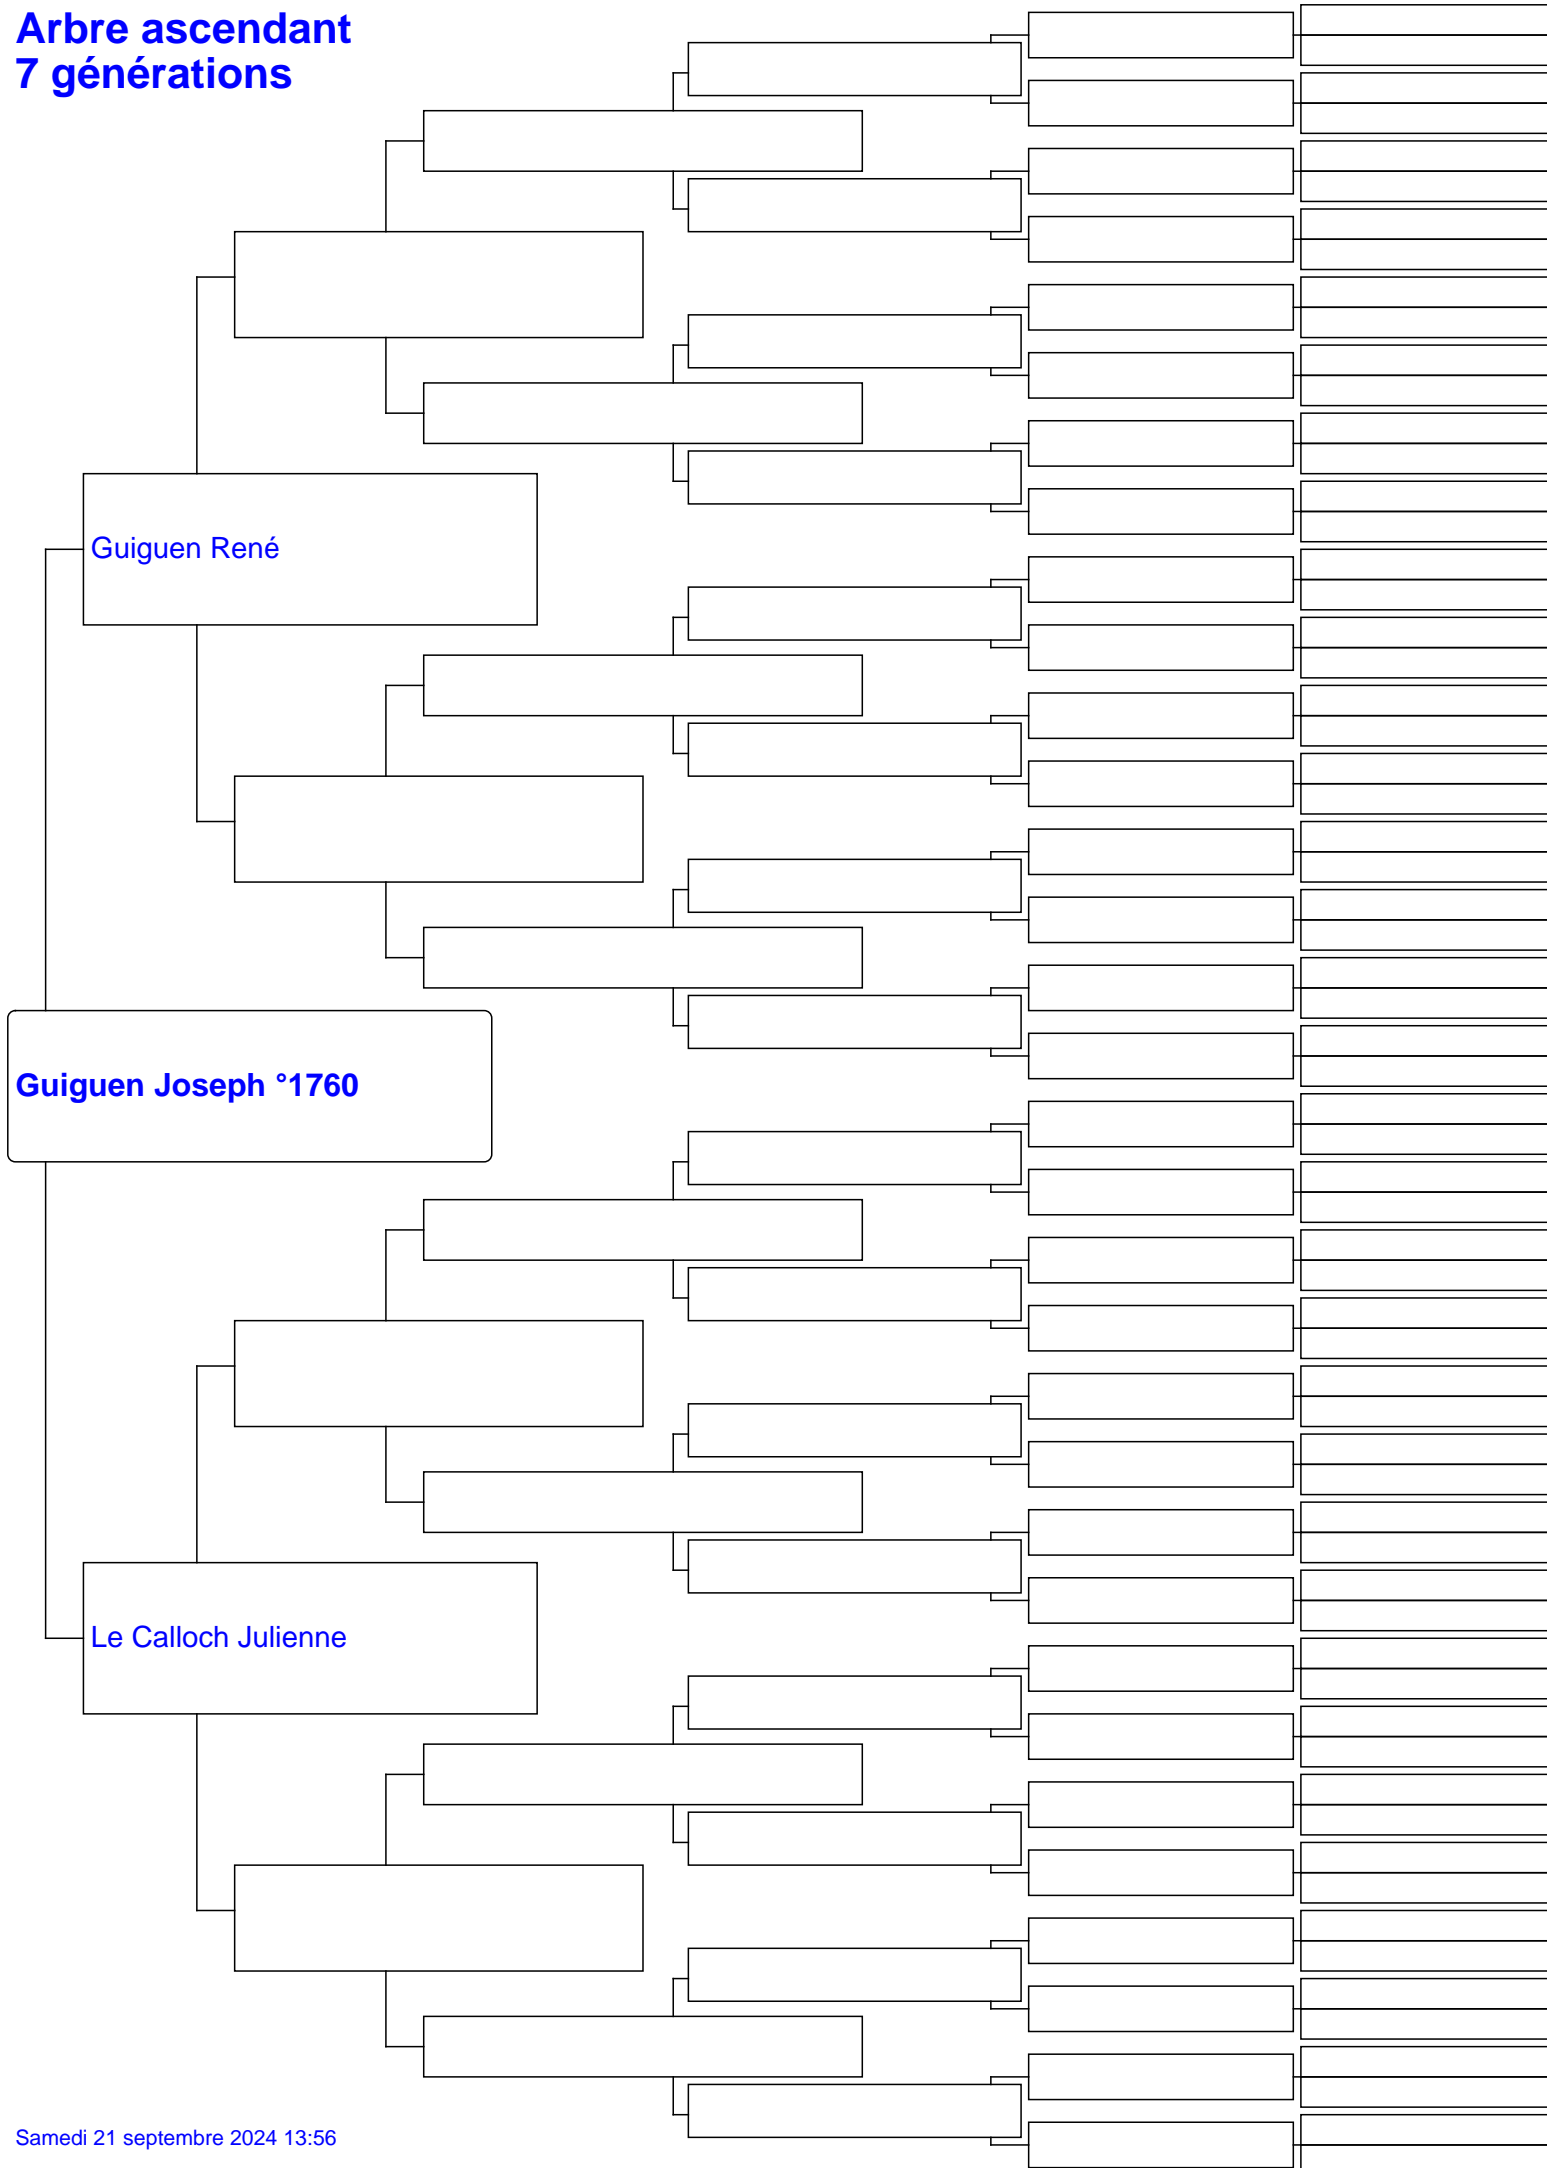 Arbre ascendant
7 générations
Guiguen René
Guiguen Joseph °1760
Le Calloch Julienne
Samedi 21 septembre 2024 13:56